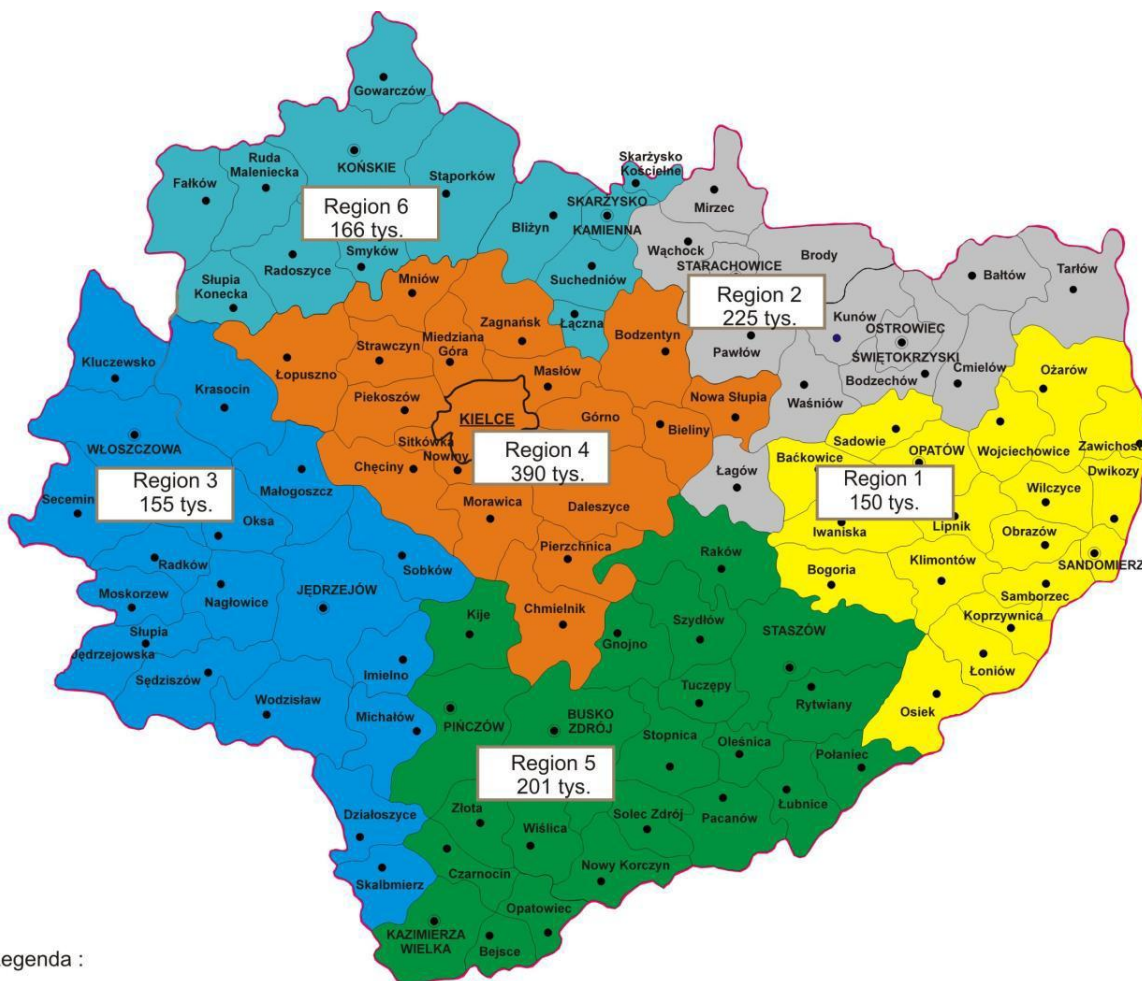 Gowarczów
Ruda
Maleniecka
KOŃSKIE
Fałków
Stąporków
Region 6
166 tys.
Radoszyce
Smyków
Słupia
Konecka
Skarżysko
Kościelne
SKARŻYSKO
KAMIENNA
Bliżyn
Suchedniów
Łączna
Mirzec
Wąchock
STARACHOWICE
Brody
Region 2
225 tys.
Bałtów
Tarłów
Kunów
OSTROWIEC
ŚWIĘTOKRZYSKI
Pawłów
Bodzechów
Ćmielów
Waśniów
Łagów
Mniów
Miedziana
Góra
Zagnańsk
Bodzentyn
Strawczyn
Łopuszno
Masłów
Piekoszów
KIELCE
Górno
Nowa Słupia
Bieliny
Sitkówka
Nowiny
Chęciny
Region 4
390 tys.
Morawica
Daleszyce
Pierzchnica
Chmielnik
Kluczewsko
Krasocin
WŁOSZCZOWA
Region 3
155 tys.
Małogoszcz
Secemin
Oksa
Radków
Sobków
Moskorzew
Nagłowice
JĘDRZEJÓW
Słupia
Jędrzejowska
Sędziszów
Imielno
Wodzisław
Michałów
Działoszyce
Skalbmierz
Ożarów
Sadowie
OPATÓW
Wojciechowice
Zawichost
Baćkowice
Dwikozy
Region 1
150 tys.
Wilczyce
Iwaniska
Lipnik
Obrazów
SANDOMIERZ
Bogoria
Klimontów
Samborzec
Koprzywnica
Łoniów
Osiek
Raków
Kije
Szydłów
STASZÓW
Gnojno
Tuczępy
Rytwiany
PIŃCZÓW
BUSKO
ZDRÓJ
Stopnica
Oleśnica
Połaniec
Region 5
201 tys.
Łubnice
Pacanów
Złota
Wiślica
Solec Zdrój
Czarnocin
Nowy Korczyn
Opatowiec
KAZIMIERZA
WIELKA
Bejsce
egenda :